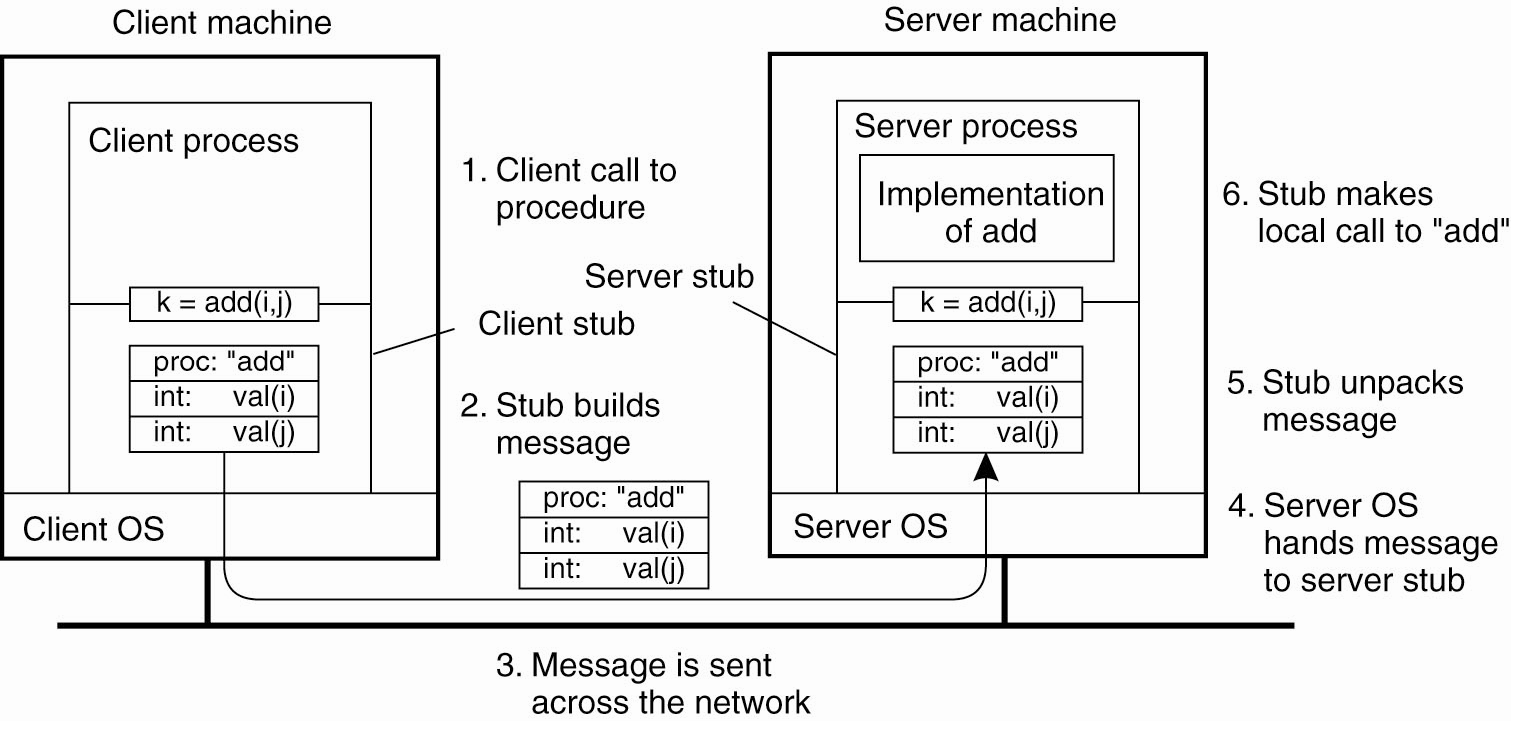 Client machine
Client process
k = add(i,j)
proc: "add"
int: val(i)
int: val(j)
Client OS
1. Client call to
procedure
Server stub
Client stub
2. Stub builds
message
proc: "add"
int: val(i)
int: val(j)
3. Message is sent
across the network
Server machine
Server process
Implementation
of add
k = add(i,j)
proc: "add"
int: val(i)
int: val(j)
Server OS
6. Stub makes
local call to "add"
5. Stub unpacks
message
4. Server OS
hands message
to server stub